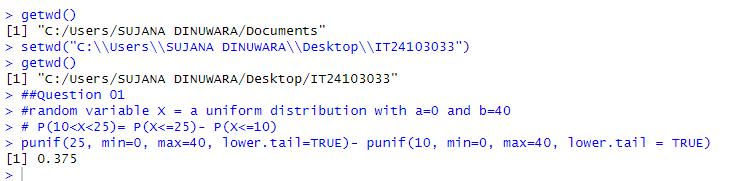 > getwd()
[1] "C:/Users/SUJANA DINUWARA/Documents"
> setwd("C:\\Users\\SUJANA DINUWARA\\Desktop\\IT24103033")
> getwd()
[1] "C:/Users/SUJANA DINUWARA/Desktop/IT24103033"
> ##Question 01
> #random variable X = a uniform distribution with a=0 and b=40
> # P(10<X<25)= P(X<=25)- P(X<=10)
> punif(25, min=0, max=40, lower.tail=TRUE)- punif(10, min=0, max=40, lower.tail = TRUE)
[1] 0.375
>